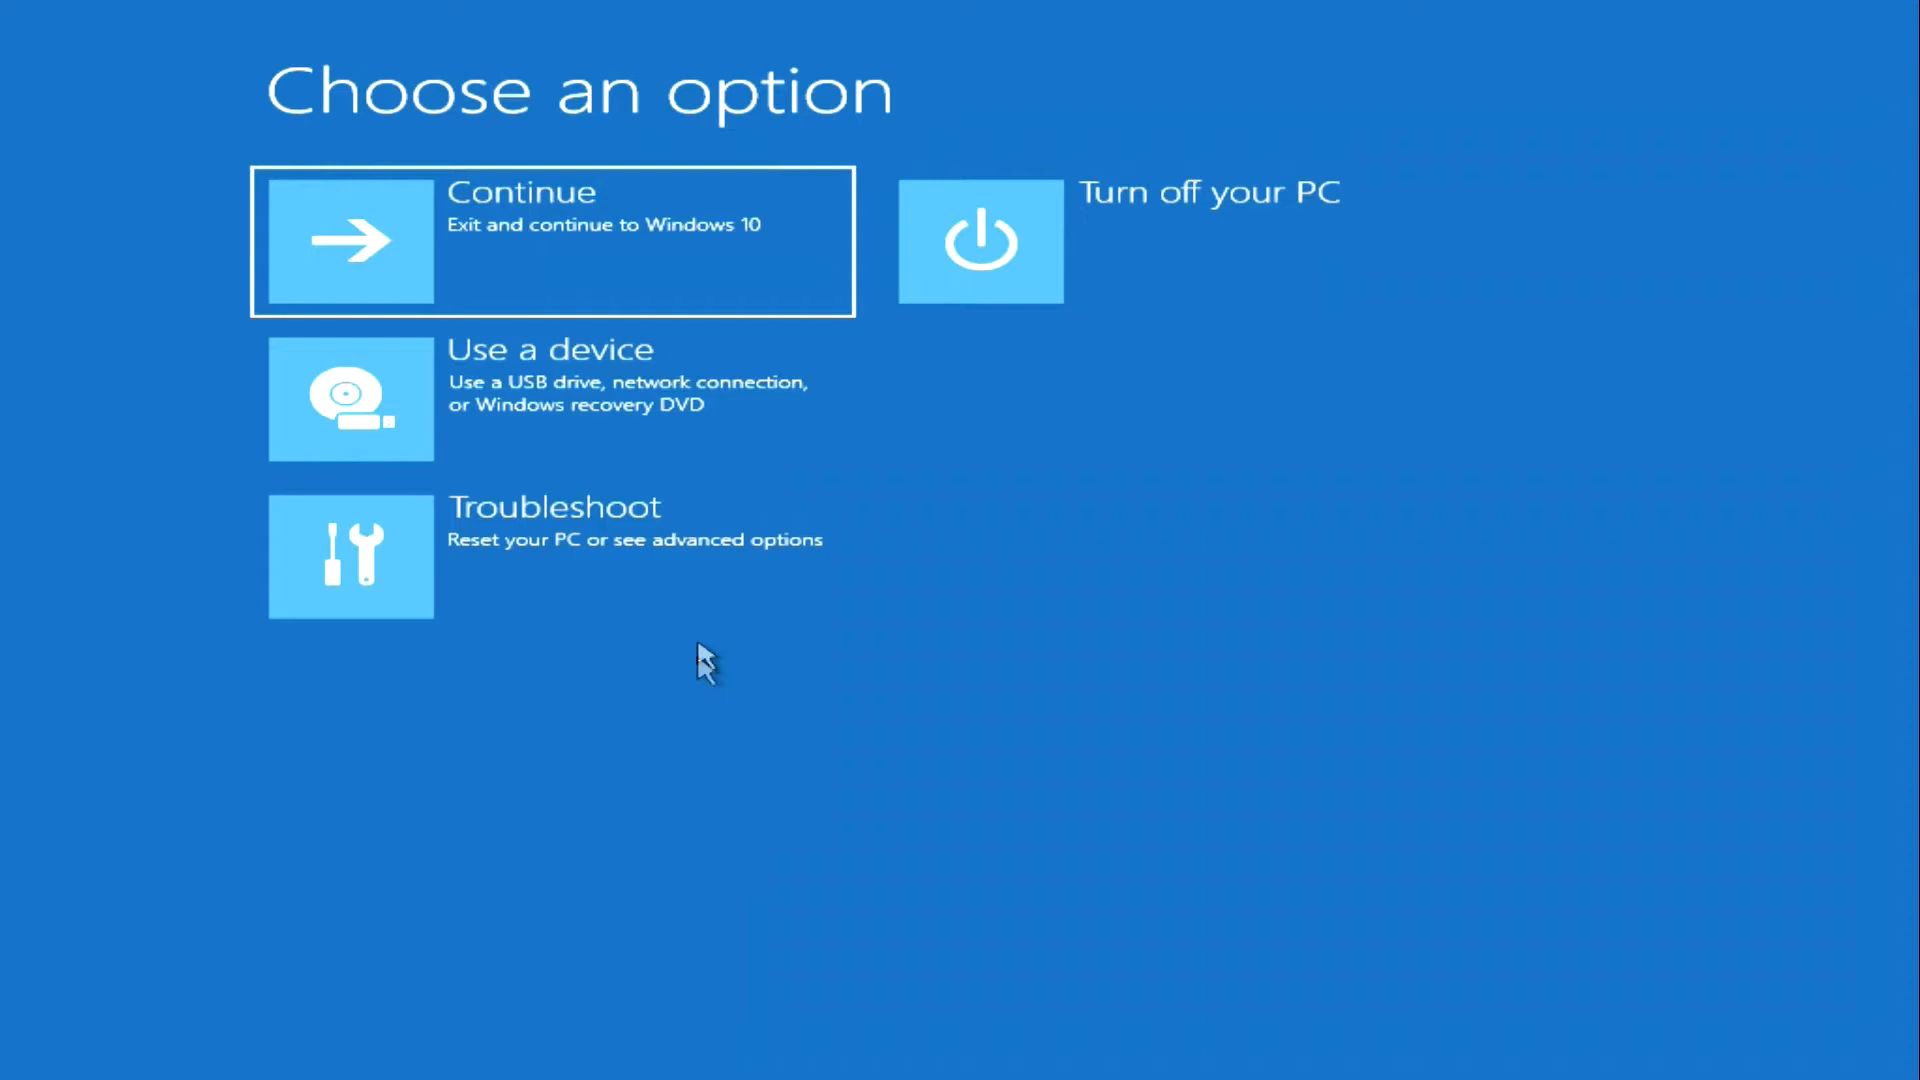 Choose an option
Continue
Exit and continue to Windows 10
Turn off your PC
Use a device
Use a USB drive, network connection,
or Windows recovery DVD
Troubleshoot
Reset your PC or see advanced options